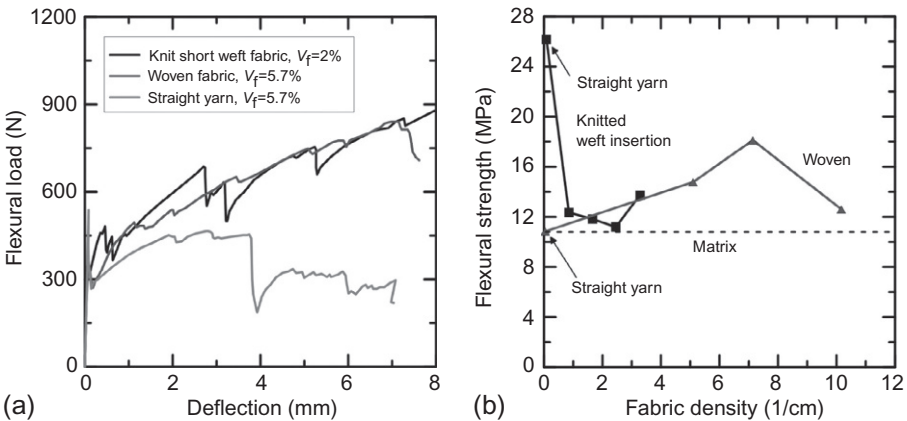 1200
900
600
300
0
Flexural load (N)
Knit short weft fabric, Vf=2%
Woven fabric, Vf=5.7%
Straight yarn, Vf=5.7%
0 2 4 6 8
Deflection (mm)
(a)
28
24
20
16
12
8
4
0
Flexural strength (MPa)
Straight yarn
Knitted
weft insertion
Woven
Matrix
Straight yarn
0 2 4 6 8 10 12
Fabric density (1/cm)
(b)